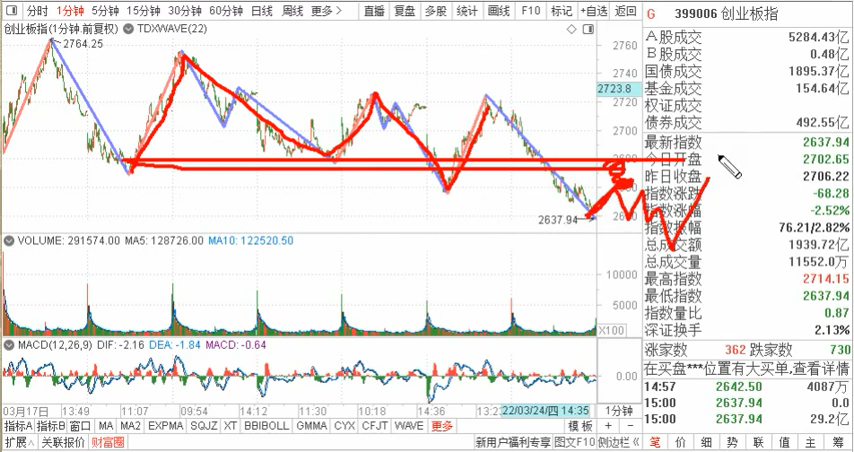 分时 1分钟 5分钟 15分钟 30分钟 60分钟 日线 周线 更多 直播 复盘 多股 统计 画线 F10 标记 +自选 返回
G 399006 创业板指
创业板指(1分钟.前复权) TDXWAVE(22)
2764.25
2760
2740
2723.8
2720
2700
2637.94
A股成交 5284.43亿
B股成交 0.48亿
国债成交 1895.37亿
基金成交 154.64亿
权证成交
债券成交 492.55亿
最新指数 2637.94
今日开盘 2702.65
昨日收盘 2706.22
指数涨跌 -68.28
指数涨幅 -2.52%
指数振幅 76.21/2.82%
总成交额 1939.72亿
总成交量 11552.0万
最高指数 2714.15
最低指数 2637.94
指数量比 0.87
深证换手 2.13%
涨家数 362 跌家数 730
在买盘***位置有大买单,查看详情
14:57 2642.50 4087万
15:00 2637.94 0.0
15:00 2637.94 29.2亿
VOLUME: 291574.00 MA5: 128726.00 MA10: 122520.50
10000
5000
X100
MACD(12,26,9) DIF: -2.16 DEA: -1.84 MACD: -0.64
0.00
03月17日 13:49 11:07 09:54 14:12 11:30 10:18 14:36 13:23 22/03/24/四 14:35 1分钟
指标A 指标B 窗口 MA MA2 EXPMA SQJZ XT BBIBOLL GMMA CYX CFJT WAVE 更多 模板 + -
扩展∧ 关联报价 财富圈 新用户福利专享 图文F10 侧边栏 笔 价 细 势 联 值 主 筹